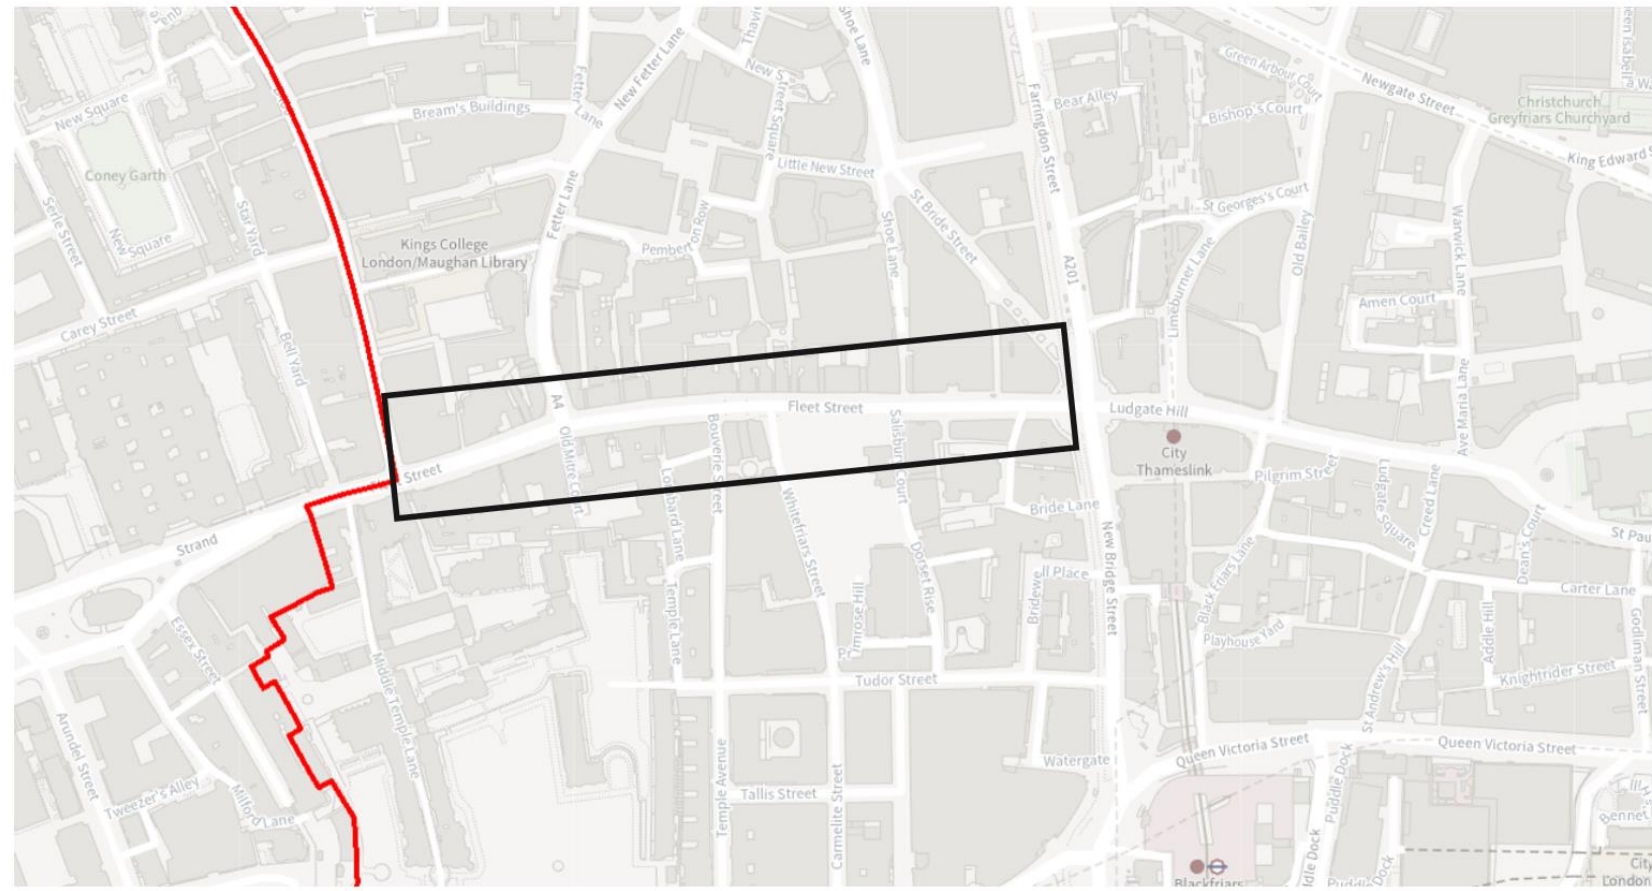 New Square
Coney Garth
New Square
Serle Street
Star Yard
Carey Street
Bell Yard
Bream's Buildings
Fetter Lane
New Fetter Lane
Kings College
London/Maughan Library
Fetter Lane
Pemberton Row
New Street Square
Little New Street
Shoe Lane
Shoe Lane
St Bride Street
Farringdon Street
A201
Bear Alley
Green Arbour Court
Bishop's Court
St Georges's Court
Limeburner Lane
Old Bailey
Newgate Street
Christchurch
Greyfriars Churchyard
King Edward
Warwick Lane
Amen Court
Ave Maria Lane
A4
Fleet Street
Ludgate Hill
City
Thameslink
Pilgrim Street
Ludgate Square
Creed Lane
Dean's Court
St Pau
Street
Strand
Old Mitre Court
Lombard Lane
Bouverie Street
Whitefriars Street
Salisbury Court
Bride Lane
New Bridge Street
Dorset Rise
Bridewell Place
Temple Lane
Tudor Street
Black Friars Lane
Playhouse Yard
Carter Lane
Addle Hill
Godliman Street
Knightrider Street
St Andrew's Hill
Essex Street
Middle Temple Lane
Arundel Street
Tweezer's Alley
Milford Lane
Temple Avenue
Tallis Street
Carmelite Street
Watergate
Queen Victoria Street
Queen Victoria Street
Puddle Dock
Blackfriars
Bennet
City
London